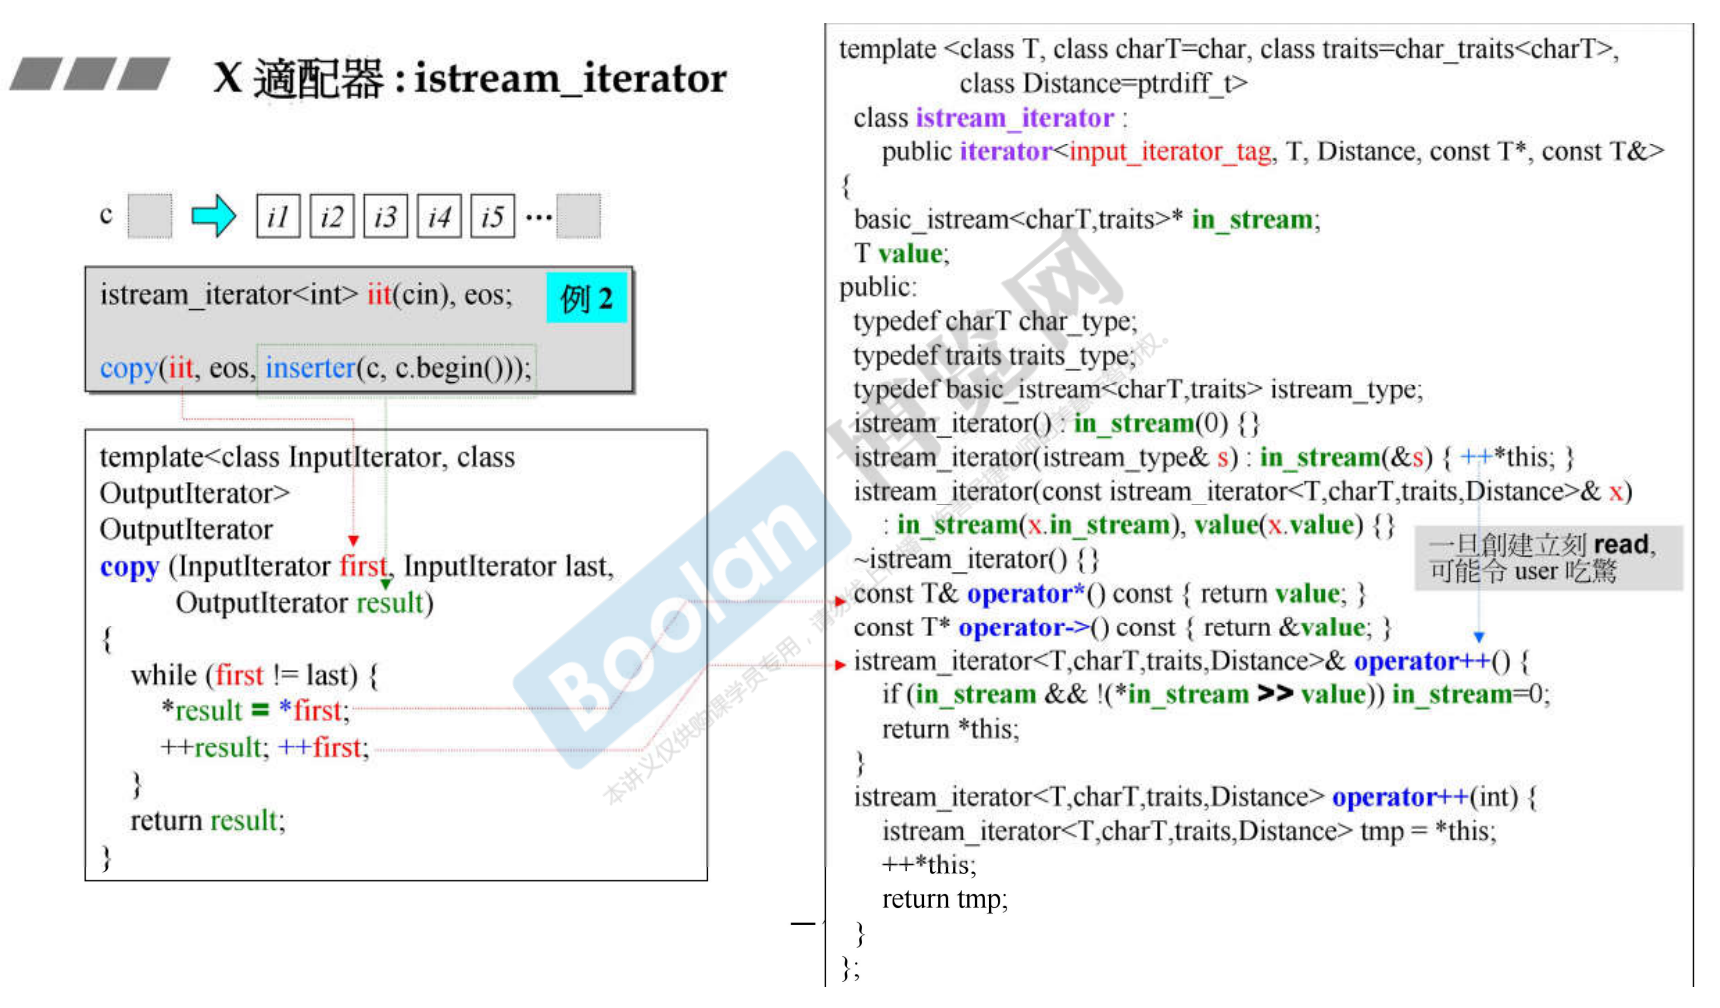 X 適配器 : istream_iterator
c i1 i2 i3 i4 i5 ...
istream_iterator<int> iit(cin), eos;
例 2
copy(iit, eos, inserter(c, c.begin()));
template<class InputIterator, class
OutputIterator>
OutputIterator
copy (InputIterator first, InputIterator last,
OutputIterator result)
{
while (first != last) {
*result = *first;
++result; ++first;
}
return result;
}
template <class T, class charT=char, class traits=char_traits<charT>,
class Distance=ptrdiff_t>
class istream_iterator :
public iterator<input_iterator_tag, T, Distance, const T*, const T&>
{
basic_istream<charT,traits>* in_stream;
T value;
public:
typedef charT char_type;
typedef traits traits_type;
typedef basic_istream<charT,traits> istream_type;
istream_iterator() : in_stream(0) {}
istream_iterator(istream_type& s) : in_stream(&s) { ++*this; }
istream_iterator(const istream_iterator<T,charT,traits,Distance>& x)
: in_stream(x.in_stream), value(x.value) {}
~istream_iterator() {}
一旦創建立刻 read,
可能令 user 吃驚
const T& operator*() const { return value; }
const T* operator->() const { return &value; }
istream_iterator<T,charT,traits,Distance>& operator++() {
if (in_stream && !(*in_stream >> value)) in_stream=0;
return *this;
}
istream_iterator<T,charT,traits,Distance> operator++(int) {
istream_iterator<T,charT,traits,Distance> tmp = *this;
++*this;
return tmp;
}
};
Boolan
博览网
本讲义仅供购课学员专用，请勿